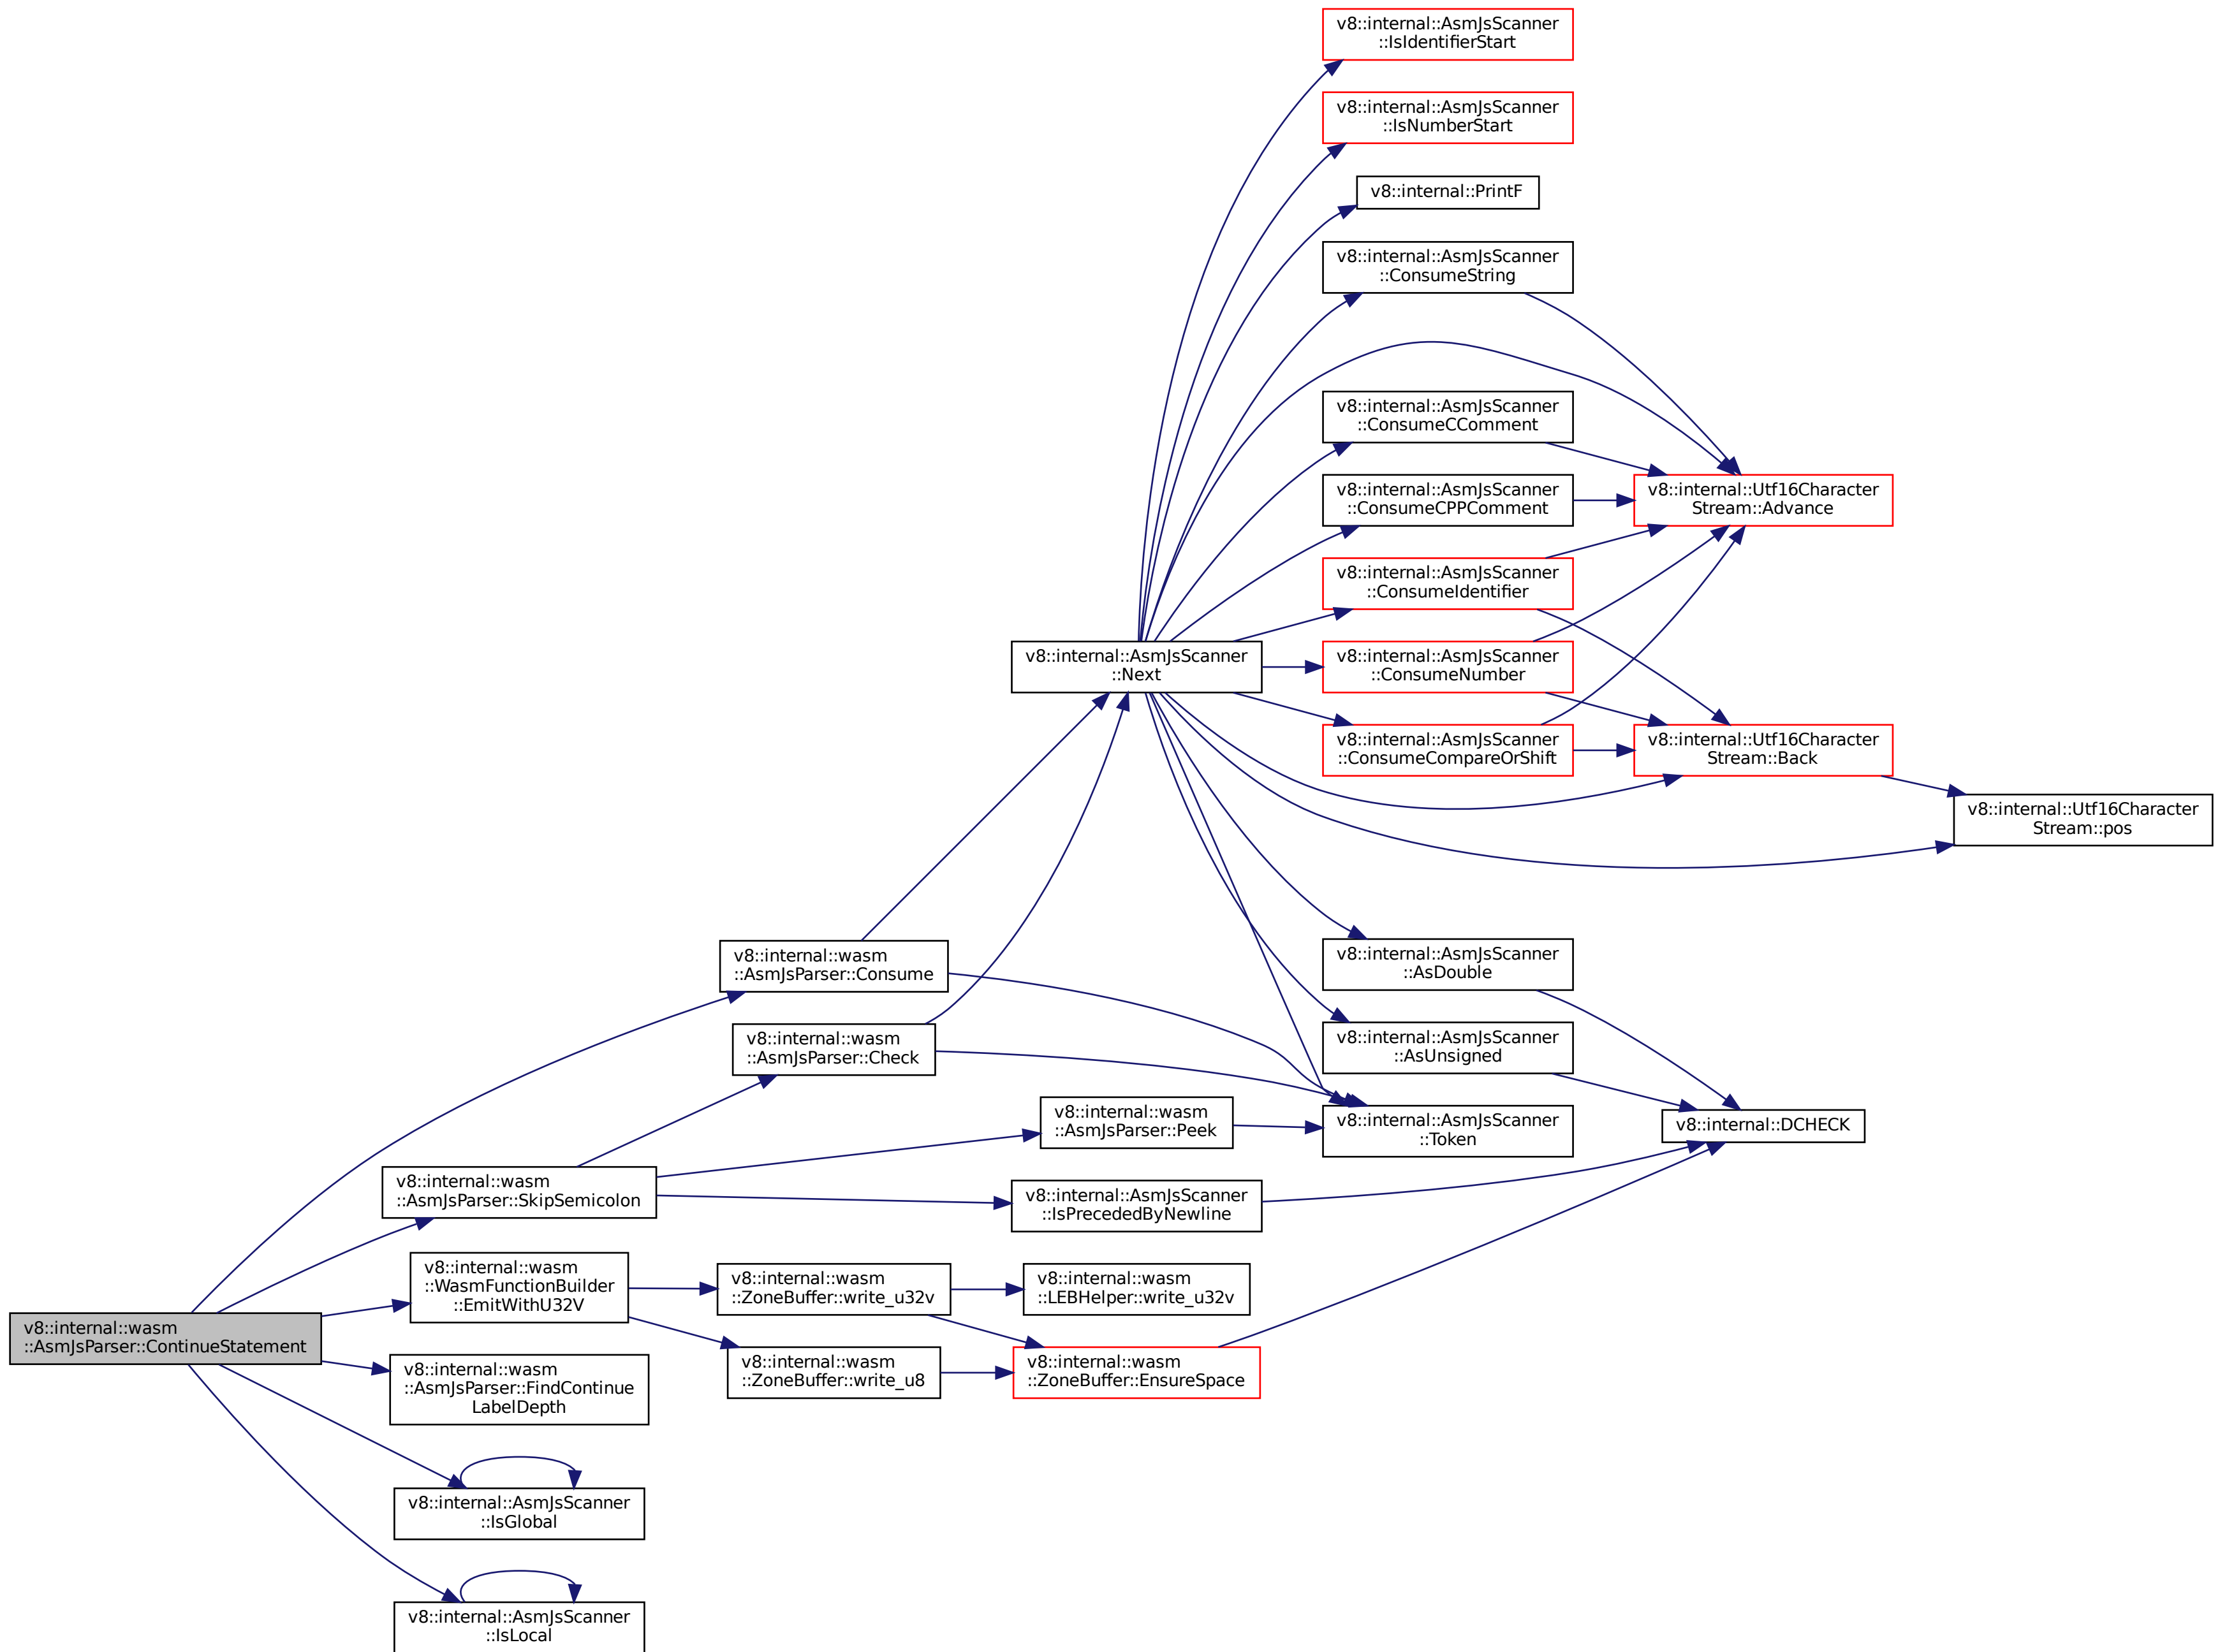 v8::internal::AsmJsScanner
::IsIdentifierStart
v8::internal::AsmJsScanner
::IsNumberStart
v8::internal::PrintF
v8::internal::AsmJsScanner
::ConsumeString
v8::internal::AsmJsScanner
::ConsumeCComment
v8::internal::AsmJsScanner
::ConsumeCPPComment
v8::internal::Utf16Character
Stream::Advance
v8::internal::AsmJsScanner
::ConsumeIdentifier
v8::internal::AsmJsScanner
::Next
v8::internal::AsmJsScanner
::ConsumeNumber
v8::internal::AsmJsScanner
::ConsumeCompareOrShift
v8::internal::Utf16Character
Stream::Back
v8::internal::Utf16Character
Stream::pos
v8::internal::wasm
::AsmJsParser::Consume
v8::internal::AsmJsScanner
::AsDouble
v8::internal::wasm
::AsmJsParser::Check
v8::internal::AsmJsScanner
::AsUnsigned
v8::internal::wasm
::AsmJsParser::Peek
v8::internal::AsmJsScanner
::Token
v8::internal::DCHECK
v8::internal::wasm
::AsmJsParser::SkipSemicolon
v8::internal::AsmJsScanner
::IsPrecededByNewline
v8::internal::wasm
::WasmFunctionBuilder
::EmitWithU32V
v8::internal::wasm
::ZoneBuffer::write_u32v
v8::internal::wasm
::LEBHelper::write_u32v
v8::internal::wasm
::AsmJsParser::ContinueStatement
v8::internal::wasm
::AsmJsParser::FindContinue
LabelDepth
v8::internal::wasm
::ZoneBuffer::write_u8
v8::internal::wasm
::ZoneBuffer::EnsureSpace
v8::internal::AsmJsScanner
::IsGlobal
v8::internal::AsmJsScanner
::IsLocal